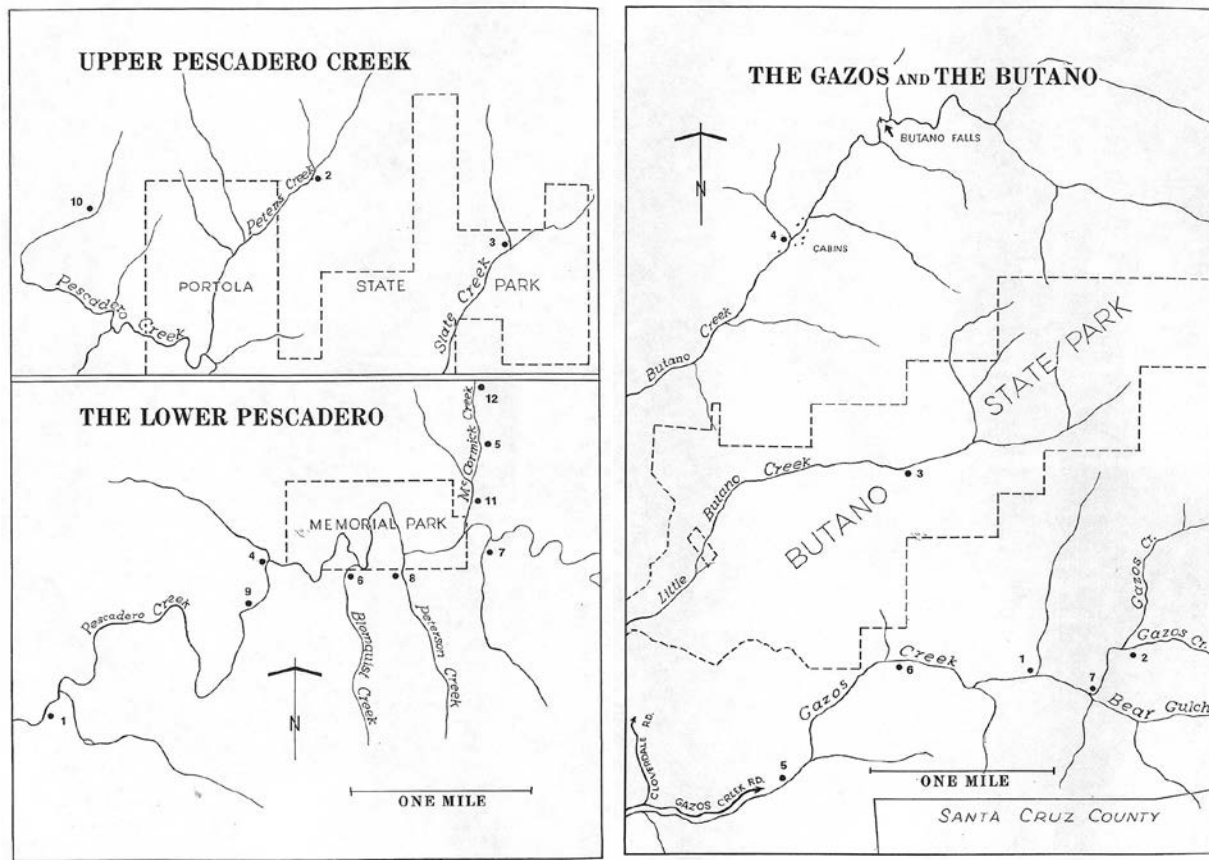 UPPER PESCADERO CREEK
2
Peters Creek
10
3
PORTOLA STATE PARK
Pescadero Creek
Slate Creek
THE LOWER PESCADERO
12
McCormick Creek
5
11
MEMORIAL PARK
4
7
6
8
9
Pescadero Creek
Blomquist Creek
Peterson Creek
N
1
ONE MILE
THE GAZOS AND THE BUTANO
BUTANO FALLS
N
4
CABINS
Butano Creek
STATE PARK
Little Butano Creek
3
BUTANO
Gazos Cr.
Gazos Cr.
Gazos Creek
1
2
6
7
Bear Gulch
CLOVERDALE RD.
5
GAZOS CREEK RD.
ONE MILE
SANTA CRUZ COUNTY